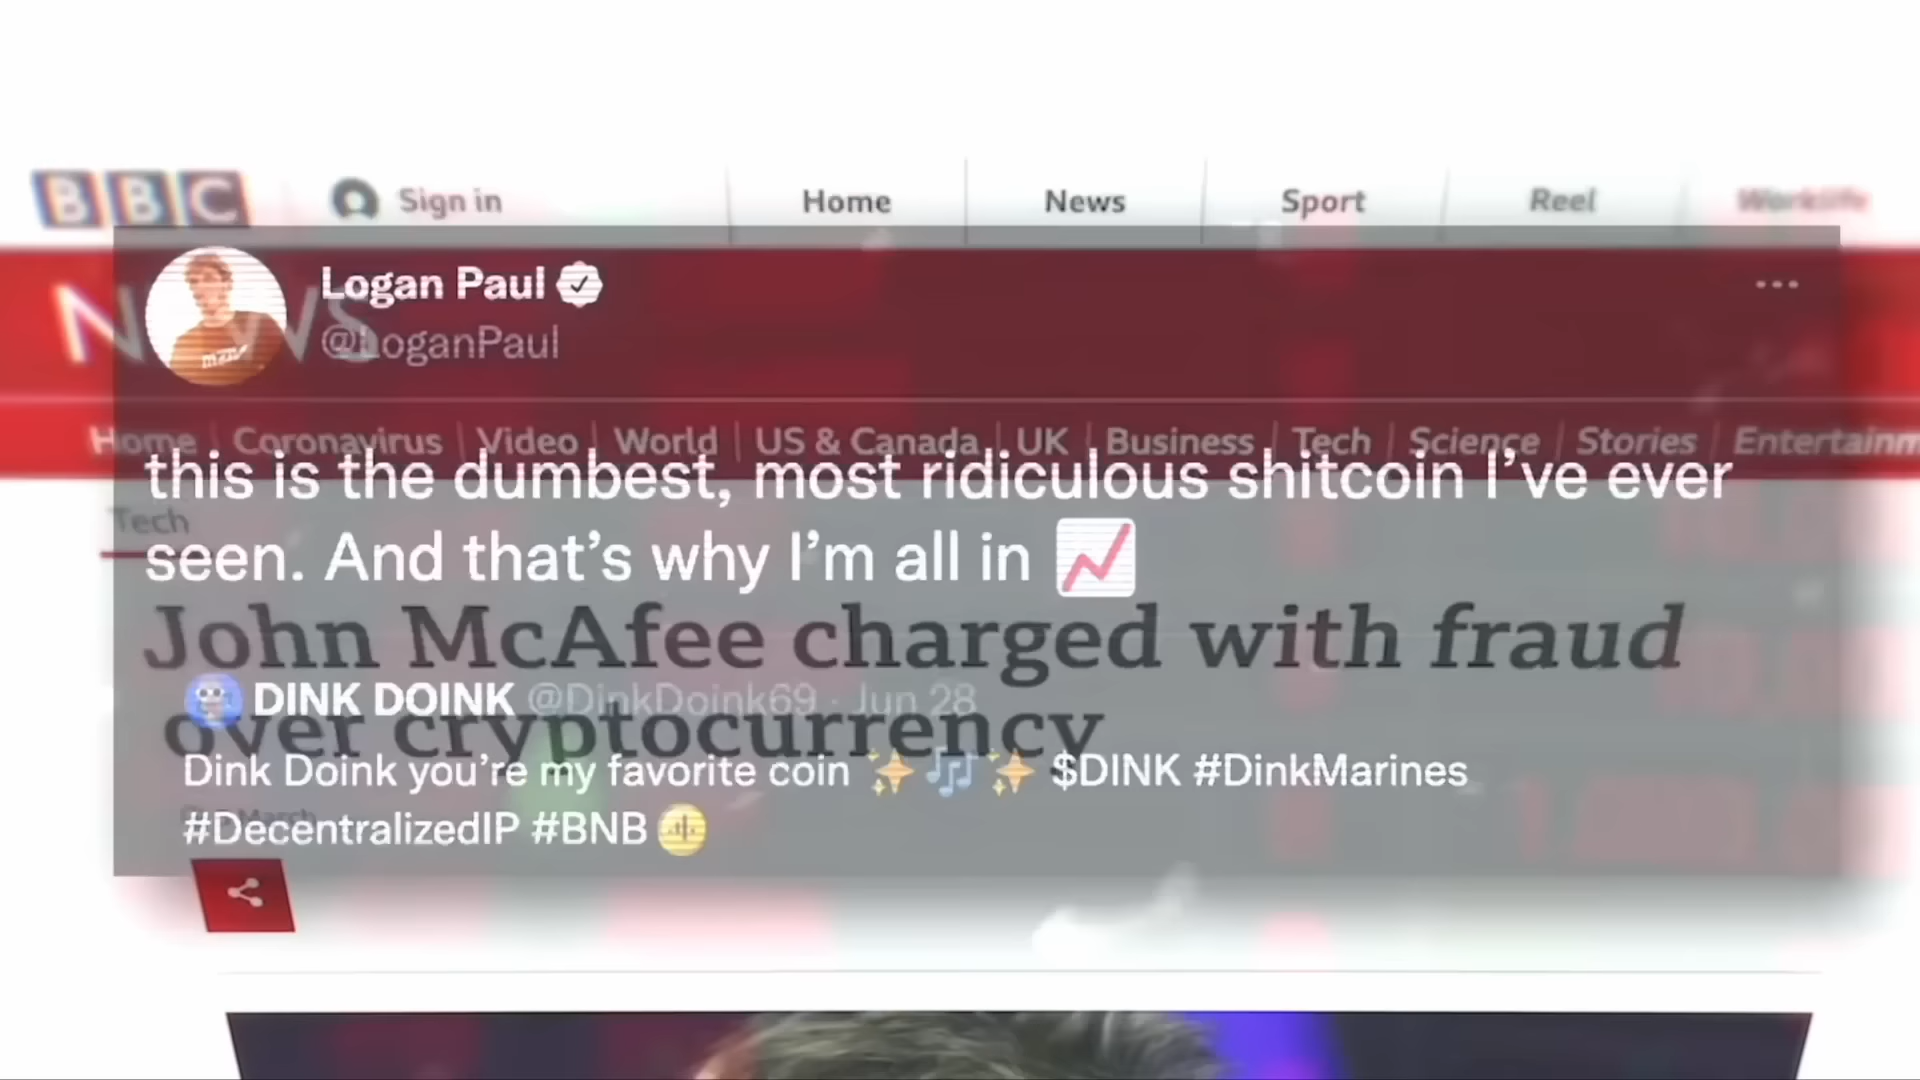 BBC Sign in Home News Sport Reel Worklife
NEWS
Logan Paul
@LoganPaul
Home Coronavirus Video World US & Canada UK Business Tech Science Stories Entertainm
this is the dumbest, most ridiculous shitcoin I’ve ever
Tech
seen. And that’s why I’m all in
John McAfee charged with fraud
DINK DOINK @DinkDoink69 · Jun 28
over cryptocurrency
Dink Doink you’re my favorite coin ✨🎶✨ $DINK #DinkMarines
#DecentralizedIP #BNB